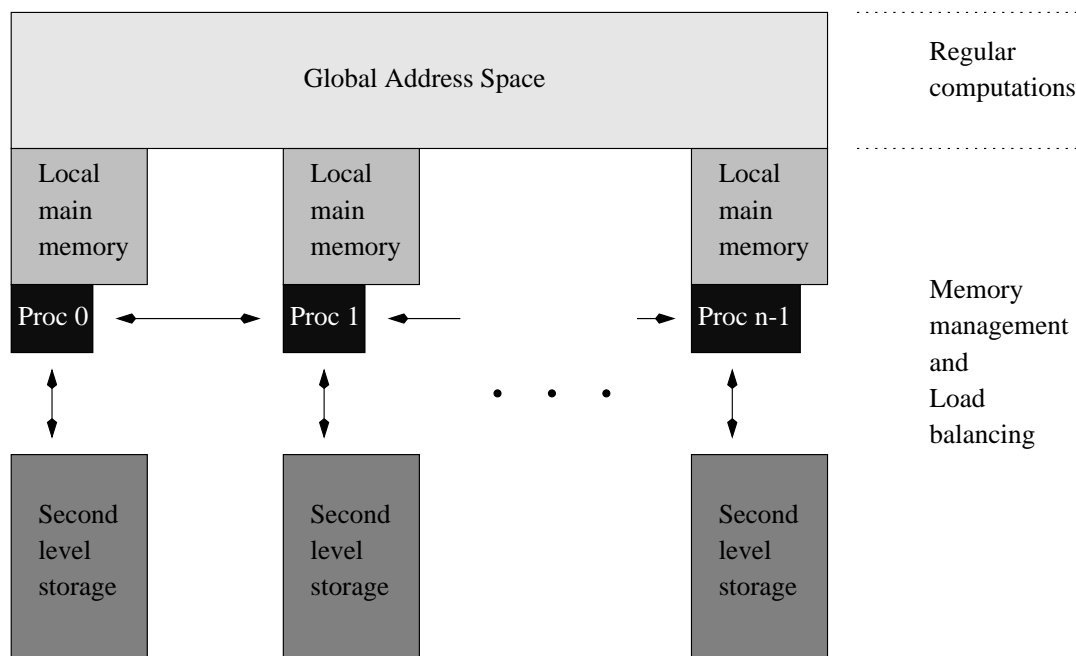 Global Address Space
Regular
computations
Local
main
memory
Local
main
memory
Local
main
memory
Proc 0
Proc 1
Proc n-1
Memory
management
and
Load
balancing
Second
level
storage
Second
level
storage
Second
level
storage